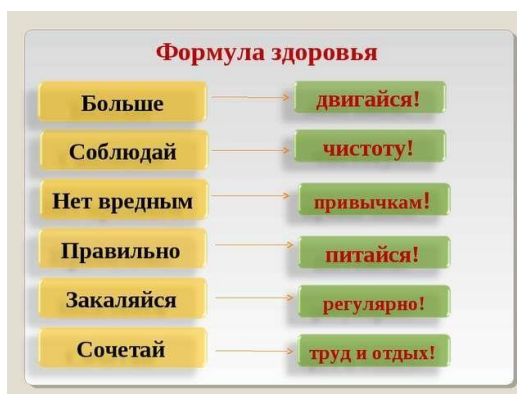 Формула здоровья
Больше двигайся!
Соблюдай чистоту!
Нет вредным привычкам!
Правильно питайся!
Закаляйся регулярно!
Сочетай труд и отдых!